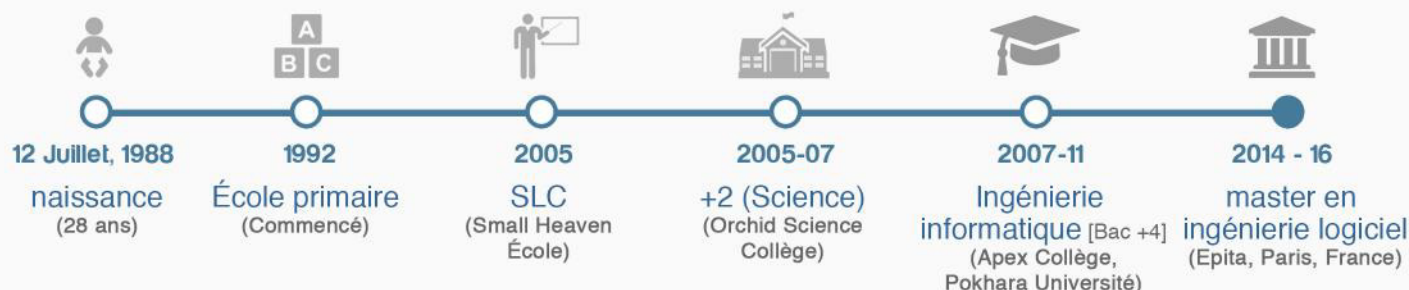 A
B C
12 Juillet, 1988
naissance
(28 ans)
1992
École primaire
(Commencé)
2005
SLC
(Small Heaven
École)
2005-07
+2 (Science)
(Orchid Science
Collège)
2007-11
Ingénierie
informatique [Bac +4]
(Apex Collège,
Pokhara Université)
2014 - 16
master en
ingénierie logiciel
(Epita, Paris, France)